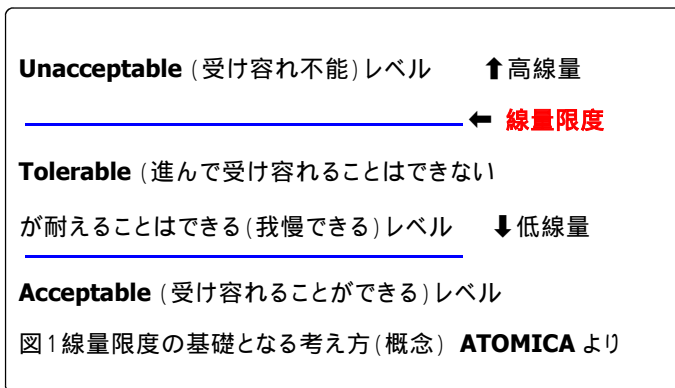 Unacceptable (受け容れ不能)レベル ⬆高線量
⬅ 線量限度
Tolerable (進んで受け容れることはできない
が耐えることはできる(我慢できる)レベル ⬇低線量
Acceptable (受け容れることができる)レベル
図1線量限度の基礎となる考え方(概念) ATOMICA より